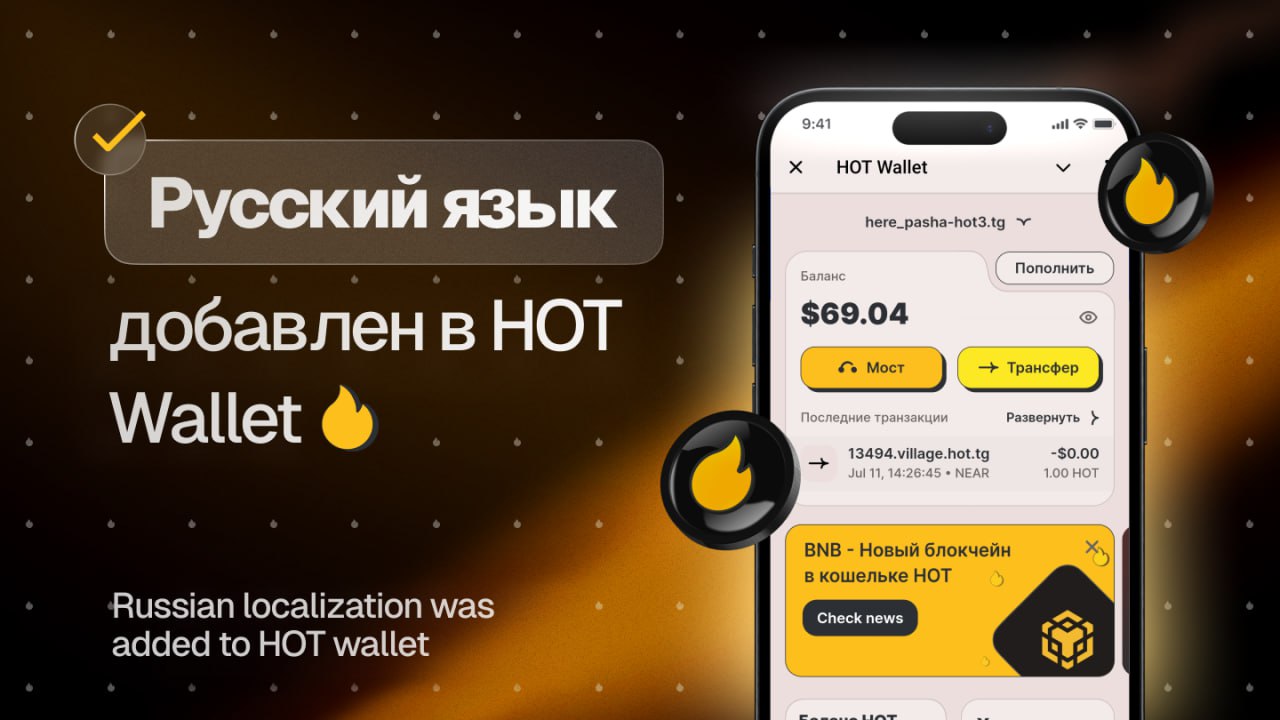 Русский язык
добавлен в HOT
Wallet
Russian localization was
added to HOT wallet
9:41
HOT Wallet
here_pasha-hot3.tg
Баланс
Пополнить
$69.04
Мост
Трансфер
Последние транзакции
Развернуть
13494.village.hot.tg
-$0.00
Jul 11, 14:26:45 • NEAR
1.00 HOT
BNB - Новый блокчейн
в кошельке HOT
Check news